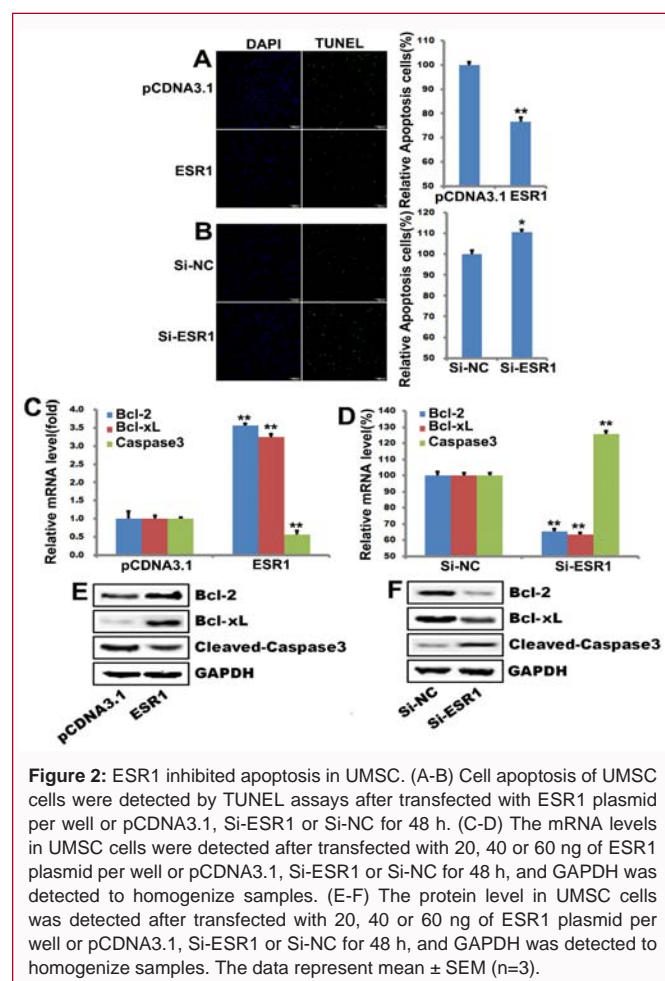 A
DAPI TUNEL
pCDNA3.1
ESR1
Relative Apoptosis cells(%)
110
100
90
80
70
60
50
**
pCDNA3.1 ESR1
B
Si-NC
Si-ESR1
Relative Apoptosis cells(%)
120
110
100
90
80
70
60
50
*
Si-NC Si-ESR1
C
Relative mRNA level(fold)
4.0
3.5
3.0
2.5
2.0
1.5
1.0
0.5
0.0
Bcl-2
Bcl-xL
Caspase3
** **
**
pCDNA3.1 ESR1
D
Relative mRNA level(%)
140
130
120
110
100
90
80
70
60
50
Bcl-2
Bcl-xL
Caspase3
**
** **
Si-NC Si-ESR1
E
Bcl-2
Bcl-xL
Cleaved-Caspase3
GAPDH
pCDNA3.1 ESR1
F
Bcl-2
Bcl-xL
Cleaved-Caspase3
GAPDH
Si-NC Si-ESR1
Figure 2: ESR1 inhibited apoptosis in UMSC. (A-B) Cell apoptosis of UMSC
cells were detected by TUNEL assays after transfected with ESR1 plasmid
per well or pCDNA3.1, Si-ESR1 or Si-NC for 48 h. (C-D) The mRNA levels
in UMSC cells were detected after transfected with 20, 40 or 60 ng of ESR1
plasmid per well or pCDNA3.1, Si-ESR1 or Si-NC for 48 h, and GAPDH was
detected to homogenize samples. (E-F) The protein level in UMSC cells
was detected after transfected with 20, 40 or 60 ng of ESR1 plasmid per
well or pCDNA3.1, Si-ESR1 or Si-NC for 48 h, and GAPDH was detected to
homogenize samples. The data represent mean ± SEM (n=3).